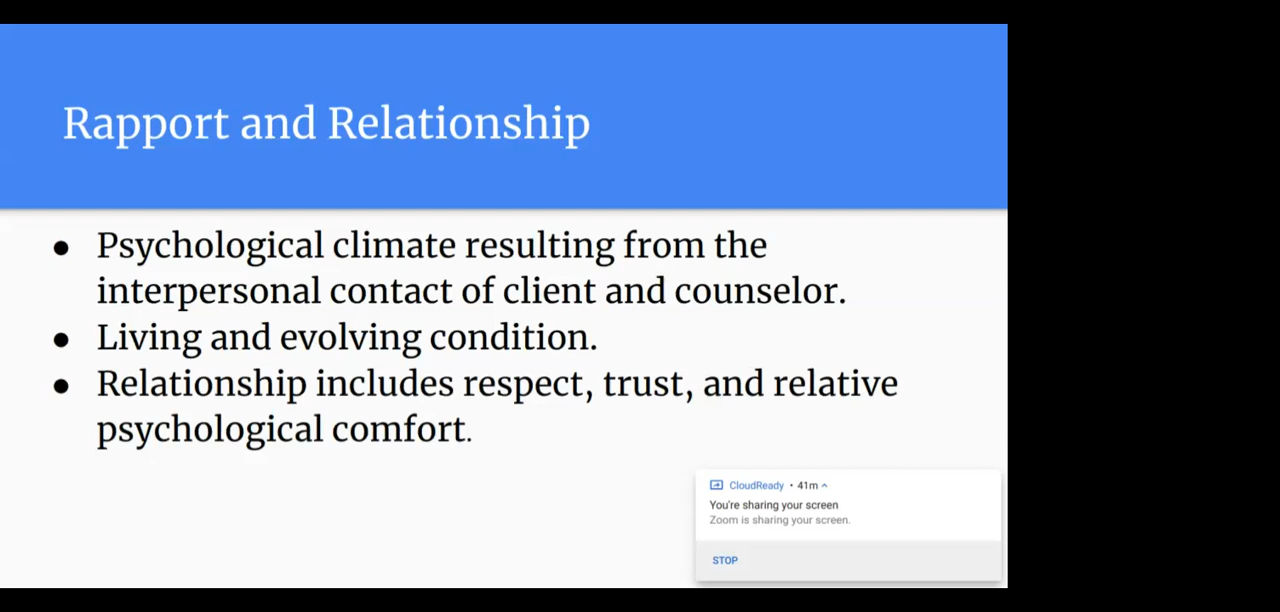 Rapport and Relationship
● Psychological climate resulting from the
interpersonal contact of client and counselor.
● Living and evolving condition.
● Relationship includes respect, trust, and relative
psychological comfort.
CloudReady • 41m
You're sharing your screen
Zoom is sharing your screen.
STOP